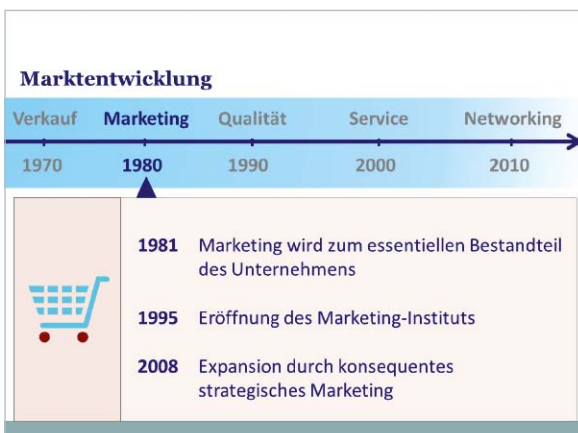 Marktentwicklung
Verkauf Marketing Qualität Service Networking
1970 1980 1990 2000 2010
1981 Marketing wird zum essentiellen Bestandteil
des Unternehmens
1995 Eröffnung des Marketing-Instituts
2008 Expansion durch konsequentes
strategisches Marketing